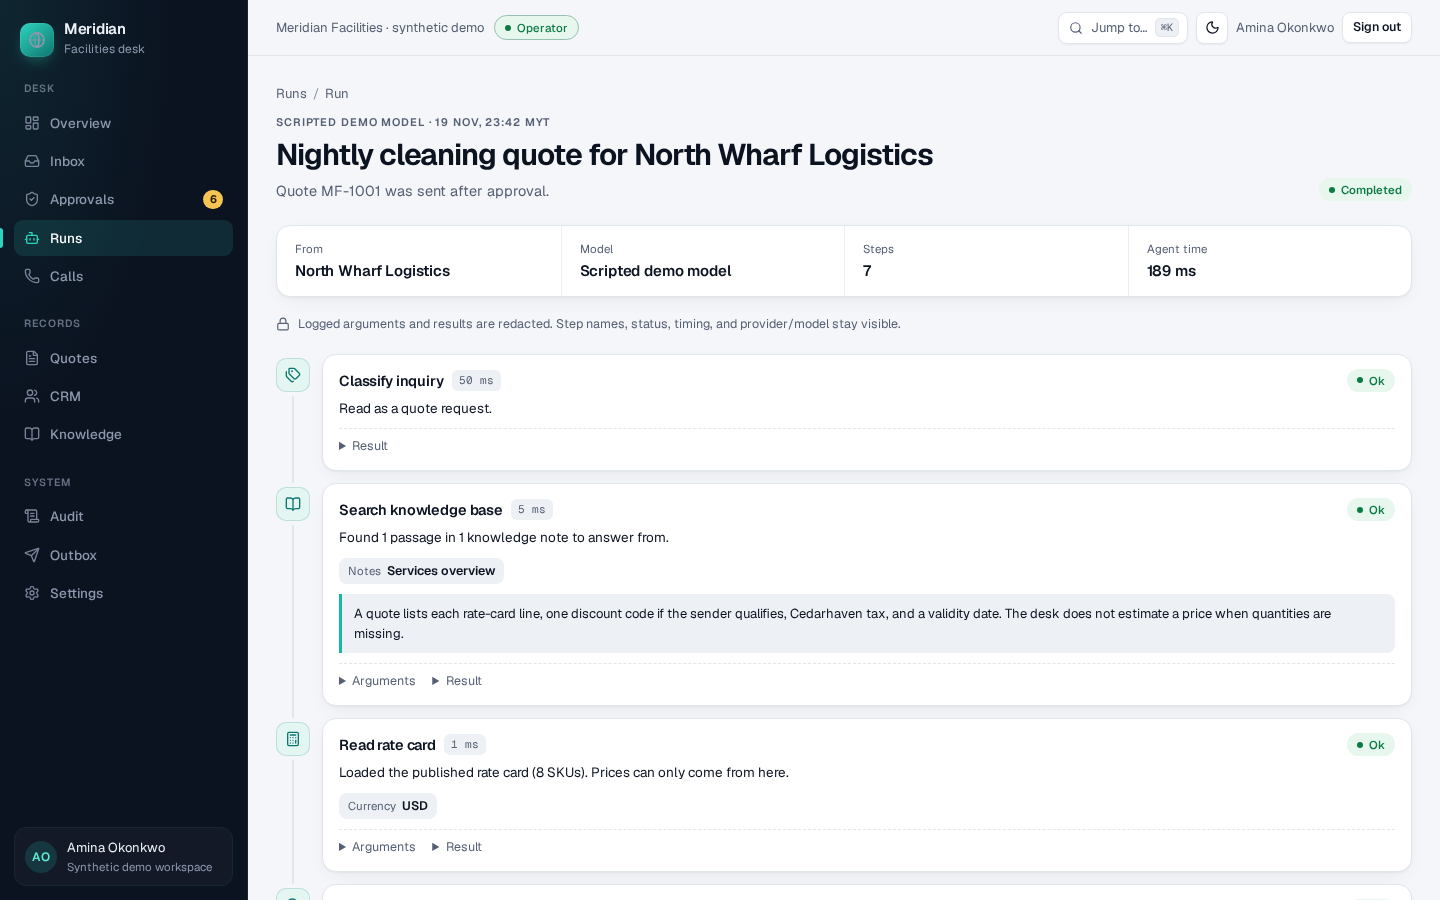 Meridian
Facilities desk
DESK
Overview
Inbox
Approvals 6
Runs
Calls
RECORDS
Quotes
CRM
Knowledge
SYSTEM
Audit
Outbox
Settings
AO
Amina Okonkwo
Synthetic demo workspace
Meridian Facilities · synthetic demo
Operator
Jump to… ⌘K
Amina Okonkwo
Sign out
Runs / Run
SCRIPTED DEMO MODEL · 19 NOV, 23:42 MYT
Nightly cleaning quote for North Wharf Logistics
Quote MF-1001 was sent after approval.
Completed
From
North Wharf Logistics
Model
Scripted demo model
Steps
7
Agent time
189 ms
Logged arguments and results are redacted. Step names, status, timing, and provider/model stay visible.
Classify inquiry 50 ms
Ok
Read as a quote request.
Result
Search knowledge base 5 ms
Ok
Found 1 passage in 1 knowledge note to answer from.
Notes Services overview
A quote lists each rate-card line, one discount code if the sender qualifies, Cedarhaven tax, and a validity date. The desk does not estimate a price when quantities are
missing.
Arguments Result
Read rate card 1 ms
Ok
Loaded the published rate card (8 SKUs). Prices can only come from here.
Currency USD
Arguments Result